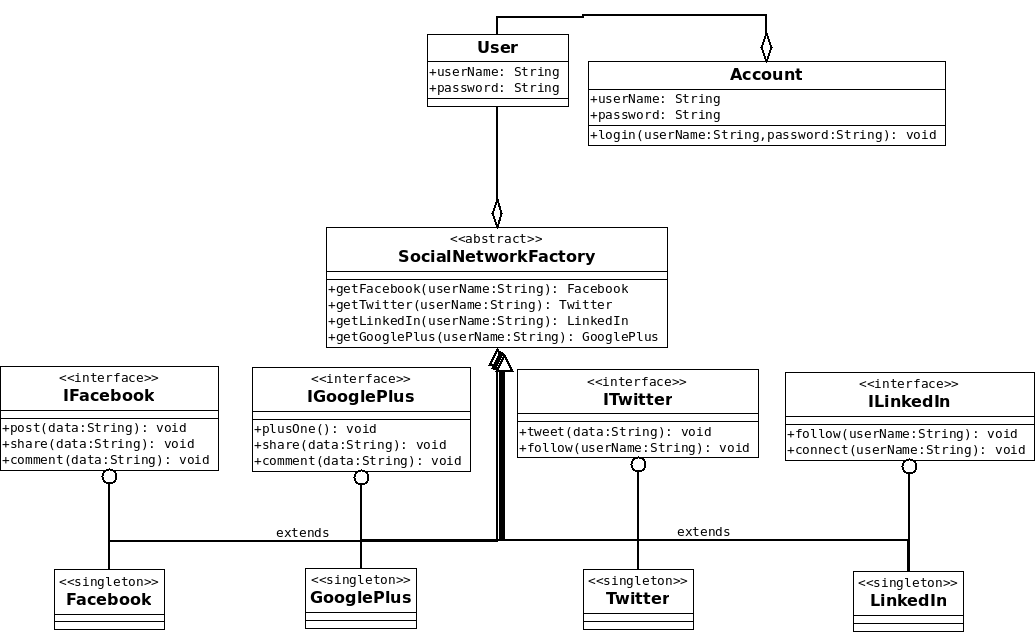 User
+userName: String
+password: String
Account
+userName: String
+password: String
+login(userName:String,password:String): void
<<abstract>>
SocialNetworkFactory
+getFacebook(userName:String): Facebook
+getTwitter(userName:String): Twitter
+getLinkedIn(userName:String): LinkedIn
+getGooglePlus(userName:String): GooglePlus
<<interface>>
IFacebook
+post(data:String): void
+share(data:String): void
+comment(data:String): void
<<interface>>
IGooglePlus
+plusOne(): void
+share(data:String): void
+comment(data:String): void
<<interface>>
ITwitter
+tweet(data:String): void
+follow(userName:String): void
<<interface>>
ILinkedIn
+follow(userName:String): void
+connect(userName:String): void
extends
extends
<<singleton>>
Facebook
<<singleton>>
GooglePlus
<<singleton>>
Twitter
<<singleton>>
LinkedIn